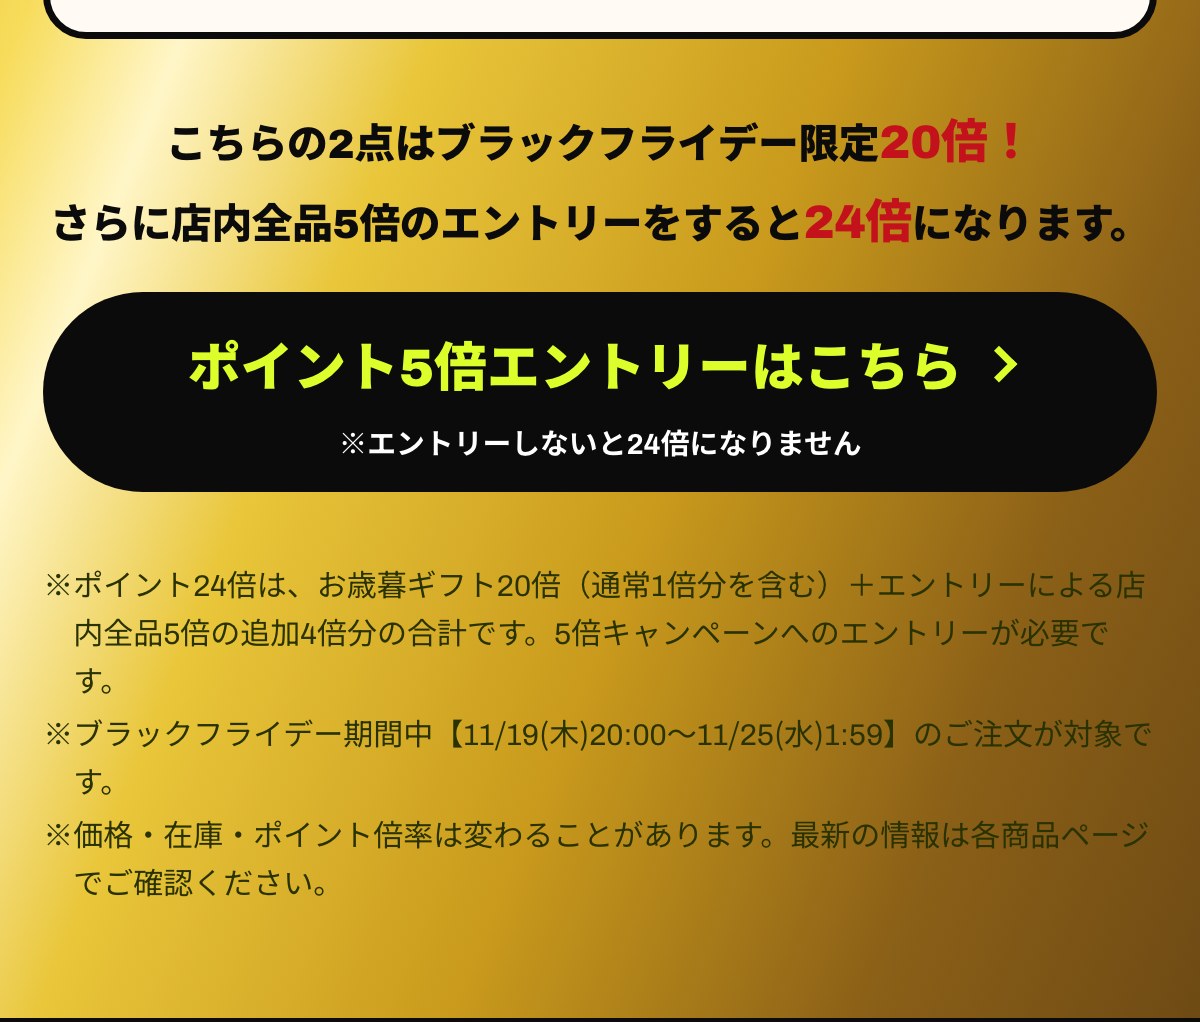 こちらの2点はブラックフライデー限定20倍！
さらに店内全品5倍のエントリーをすると24倍になります。
ポイント5倍エントリーはこちら
※エントリーしないと24倍になりません
※ポイント24倍は、お歳暮ギフト20倍（通常1倍分を含む）＋エントリーによる店
内全品5倍の追加4倍分の合計です。5倍キャンペーンへのエントリーが必要で
す。
※ブラックフライデー期間中【11/19(木)20:00〜11/25(水)1:59】のご注文が対象で
す。
※価格・在庫・ポイント倍率は変わることがあります。最新の情報は各商品ページ
でご確認ください。